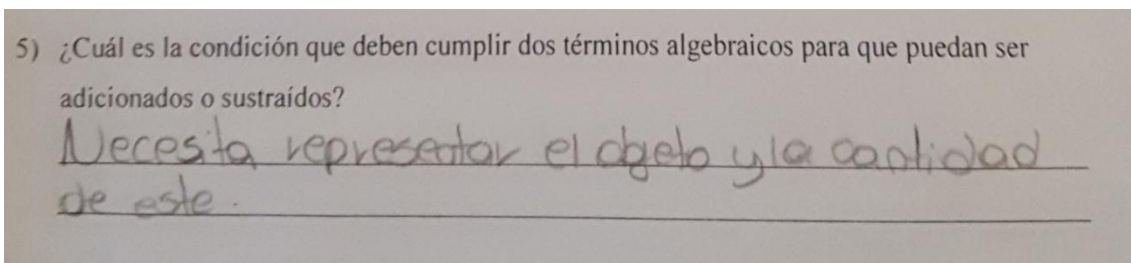 5) ¿Cuál es la condición que deben cumplir dos términos algebraicos para que puedan ser
adicionados o sustraídos?
Necesita representar el objeto y la cantidad
de este.